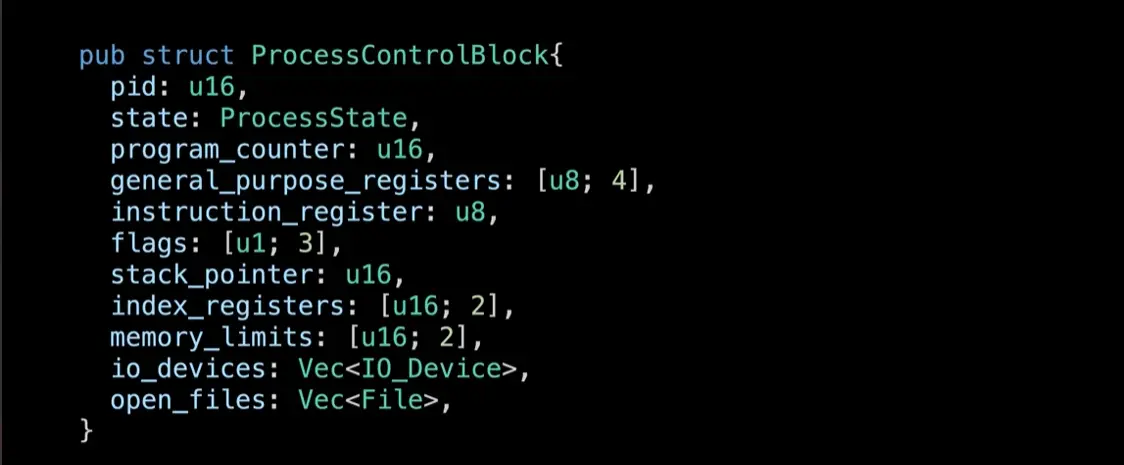 pub struct ProcessControlBlock{
  pid: u16,
  state: ProcessState,
  program_counter: u16,
  general_purpose_registers: [u8; 4],
  instruction_register: u8,
  flags: [u1; 3],
  stack_pointer: u16,
  index_registers: [u16; 2],
  memory_limits: [u16; 2],
  io_devices: Vec<IO_Device>,
  open_files: Vec<File>,
}